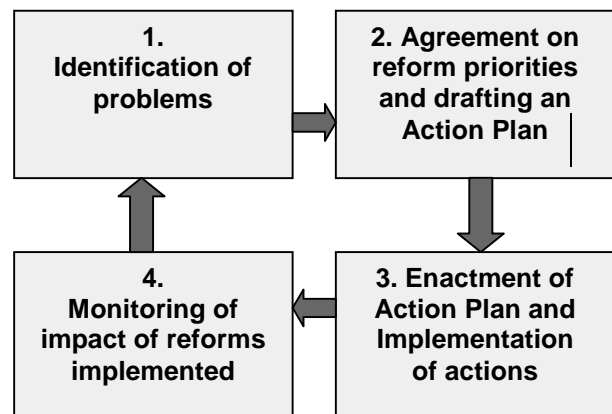 1.
Identification of
problems
2. Agreement on
reform priorities
and drafting an
Action Plan
3. Enactment of
Action Plan and
Implementation
of actions
4.
Monitoring of
impact of reforms
implemented